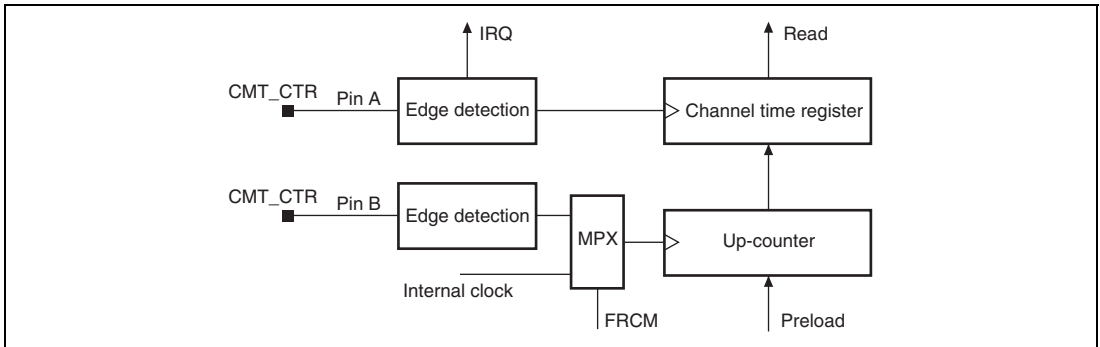 IRQ
Read
CMT_CTR
Pin A
Edge detection
Channel time register
CMT_CTR
Pin B
Edge detection
MPX
Up-counter
Internal clock
FRCM
Preload